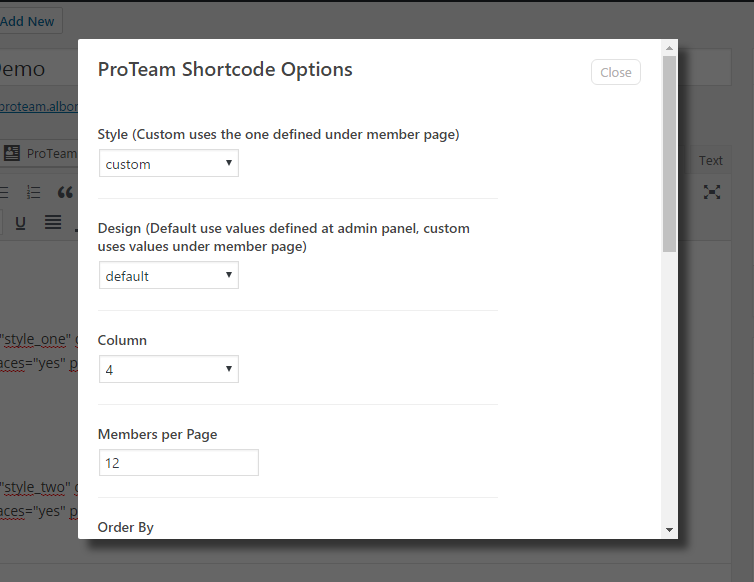 Add New
emo
ProTeam Shortcode Options
Close
proteam.albor
Style (Custom uses the one defined under member page)
ProTeam
Text
custom
U
Design (Default use values defined at admin panel, custom
uses values under member page)
default
"style_one"
Column
aces="yes" p
4
Members per Page
12
"style_two"
aces="yes" p
Order By